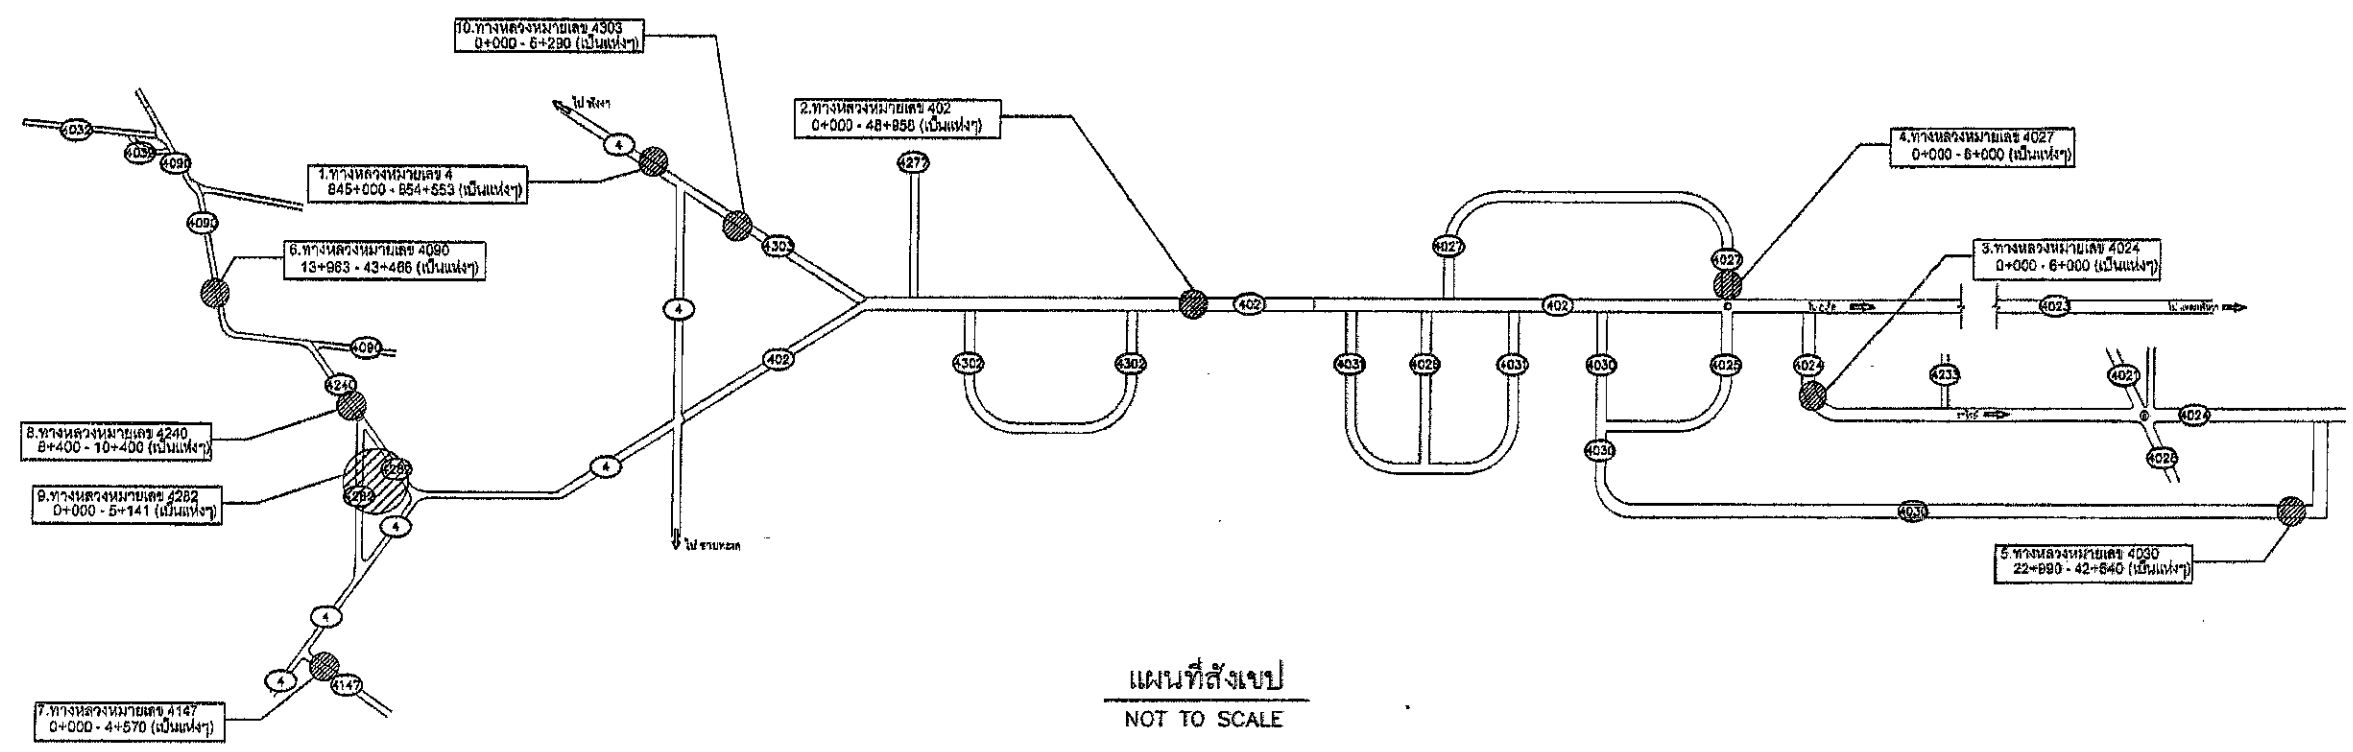 10.ทางหลวงหมายเลข 4303
0+000 - 6+290 (เป็นแห่งๆ)
ไป พังงา
2.ทางหลวงหมายเลข 402
0+000 - 48+956 (เป็นแห่งๆ)
4.ทางหลวงหมายเลข 4027
0+000 - 6+000 (เป็นแห่งๆ)
4032
4090
4
4277
1.ทางหลวงหมายเลข 4
845+000 - 854+553 (เป็นแห่งๆ)
4090
4303
4027
4027
6.ทางหลวงหมายเลข 4090
13+963 - 43+466 (เป็นแห่งๆ)
3.ทางหลวงหมายเลข 4024
0+000 - 6+000 (เป็นแห่งๆ)
4
402
402
4023
4090
402
4302
4302
4031
4031
4030
4025
4024
4233
4021
4240
4024
8.ทางหลวงหมายเลข 4240
8+400 - 10+400 (เป็นแห่งๆ)
4030
4028
4
4282
9.ทางหลวงหมายเลข 4282
0+000 - 5+141 (เป็นแห่งๆ)
4282
4
4030
5.ทางหลวงหมายเลข 4030
22+890 - 42+640 (เป็นแห่งๆ)
4
4
4147
7.ทางหลวงหมายเลข 4147
0+000 - 4+570 (เป็นแห่งๆ)
แผนที่สังเขป
NOT TO SCALE